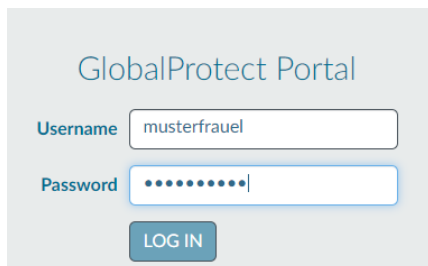 GlobalProtect Portal
Username musterfrauel
Password ••••••••••
LOG IN